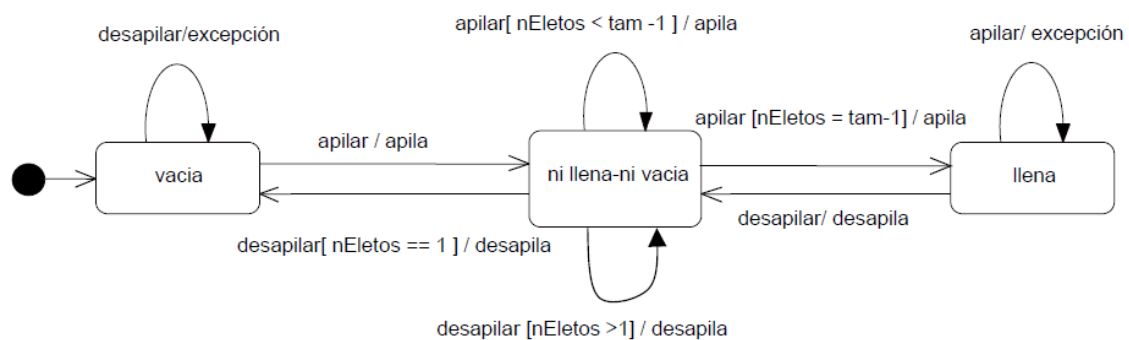 desapilar/excepción
apilar[ nEletos < tam -1 ] / apila
apilar/ excepción
apilar / apila
apilar [nEletos = tam-1] / apila
vacia
ni llena-ni vacia
llena
desapilar[ nEletos == 1 ] / desapila
desapilar/ desapila
desapilar [nEletos >1] / desapila